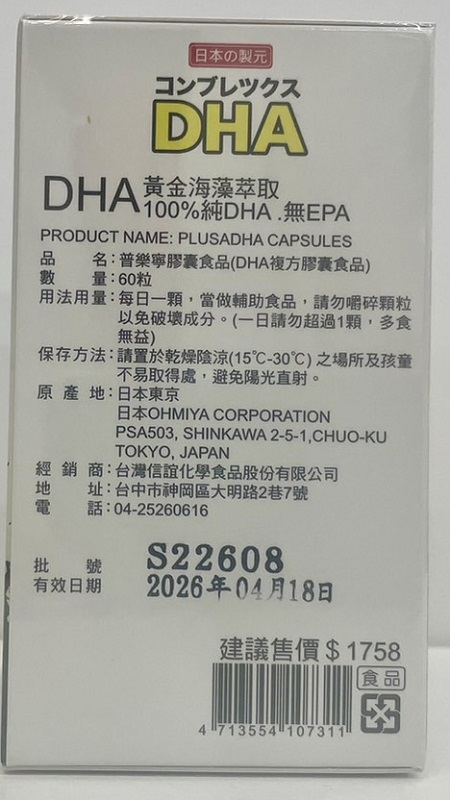 日本の製元
コンブレツクス
DHA
DHA 黃金海藻萃取
100%純DHA .無EPA
PRODUCT NAME: PLUSADHA CAPSULES
品 名:普樂寧膠囊食品(DHA複方膠囊食品)
數 量:60粒
用法用量:每日一顆,當做輔助食品,請勿嚼碎顆粒
以免破壞成分。(一日請勿超過1顆,多食
無益)
保存方法:請置於乾燥陰涼(15℃-30℃) 之場所及孩童
不易取得處,避免陽光直射。
原 產 地:日本東京
日本OHMIYA CORPORATION
PSA503, SHINKAWA 2-5-1,CHUO-KU
TOKYO, JAPAN
經 銷 商:台灣信誼化學食品股份有限公司
地 址:台中市神岡區大明路2巷7號
電 話:04-25260616
批 號 S22608
有效日期 2026年04月18日
建議售價$1758
食品
4 713554 107311